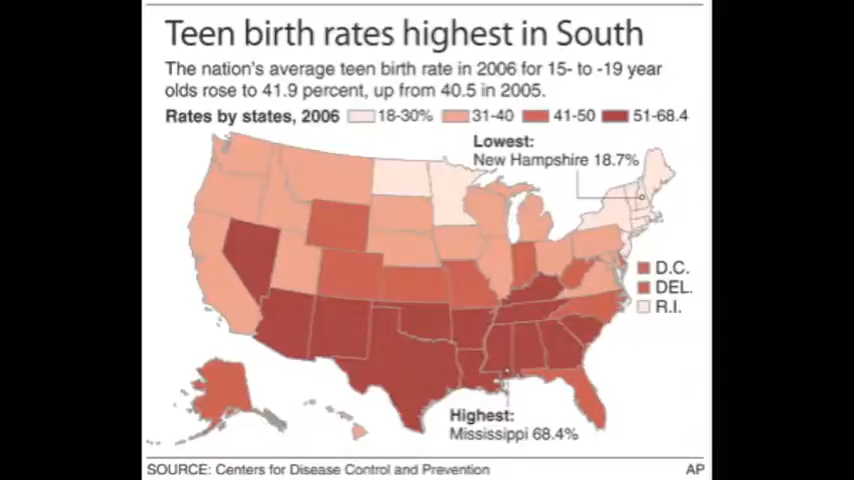 Teen birth rates highest in South
The nation's average teen birth rate in 2006 for 15- to -19 year
olds rose to 41.9 percent, up from 40.5 in 2005.
Rates by states, 2006 18-30% 31-40 41-50 51-68.4
Lowest:
New Hampshire 18.7%
D.C.
DEL.
R.I.
Highest:
Mississippi 68.4%
SOURCE: Centers for Disease Control and Prevention AP